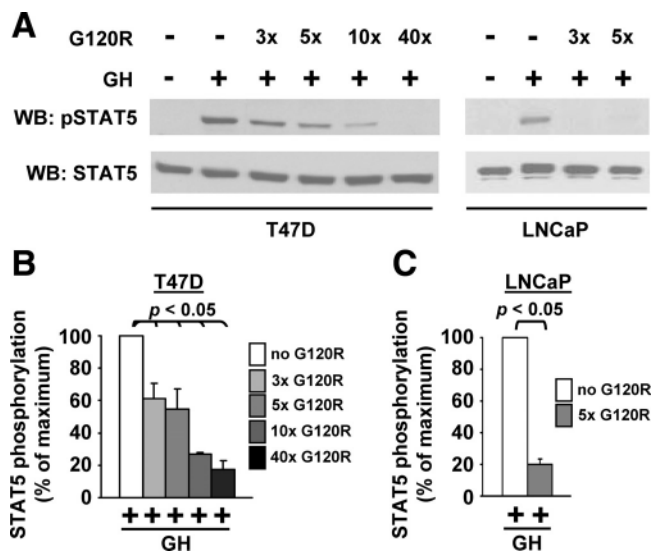 A
G120R - - 3x 5x 10x 40x - - 3x 5x
GH - + + + + + - + + +
WB: pSTAT5
WB: STAT5
T47D LNCaP
B
T47D
p < 0.05
STAT5 phosphorylation
(% of maximum)
100
80
60
40
20
0
no G120R
3x G120R
5x G120R
10x G120R
40x G120R
+ + + + +
GH
C
LNCaP
p < 0.05
STAT5 phosphorylation
(% of maximum)
100
80
60
40
20
0
no G120R
5x G120R
+ +
GH